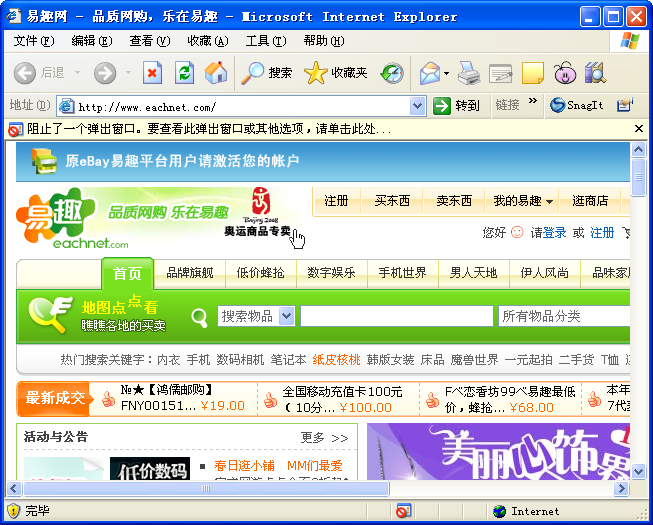 易趣网 - 品质网购，乐在易趣 - Microsoft Internet Explorer
文件(F) 编辑(E) 查看(V) 收藏(A) 工具(T) 帮助(H)
后退 搜索 收藏夹
地址(D) http://www.eachnet.com/ 转到 链接 » SnagIt
阻止了一个弹出窗口。要查看此弹出窗口或其他选项，请单击此处...
原eBay易趣平台用户请激活您的帐户
易趣 eachnet.com
品质网购 乐在易趣
Beijing 2008
奥运商品专卖
注册 买东西 卖东西 我的易趣 逛商店
您好 请登录 或 注册
首页 品牌旗舰 低价蜂抢 数字娱乐 手机世界 男人天地 伊人风尚 品味家
地图点点看
瞧瞧各地的买卖
搜索物品 所有物品分类
热门搜索关键字：内衣 手机 数码相机 笔记本 纸皮核桃 韩版女装 床品 魔兽世界 一元起拍 二手货 T恤
最新成交
№★【鸿儒邮购】
FNY00151... ￥19.00
全国移动充值卡100元
（10分... ￥100.00
F べ恋香坊99べ易趣最低
价，蜂抢... ￥68.00
本年
7代
活动与公告 更多 >>
低价数码
春日逛小铺 MM们最爱
美丽心饰界
完毕 Internet